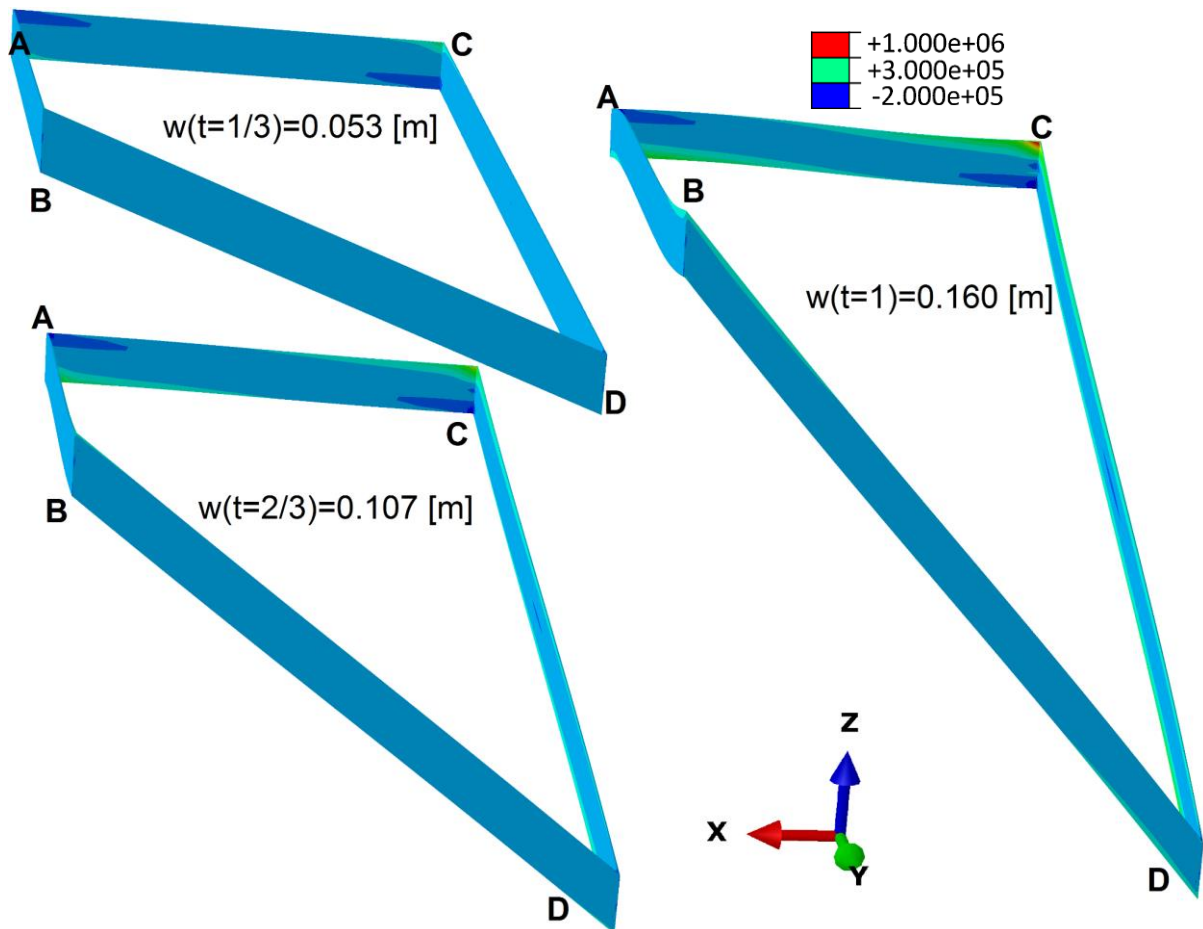 A
C
w(t=1/3)=0.053 [m]
B
D
A
C
w(t=2/3)=0.107 [m]
B
D
+1.000e+06
+3.000e+05
-2.000e+05
A
C
B
w(t=1)=0.160 [m]
D
Z
X
Y